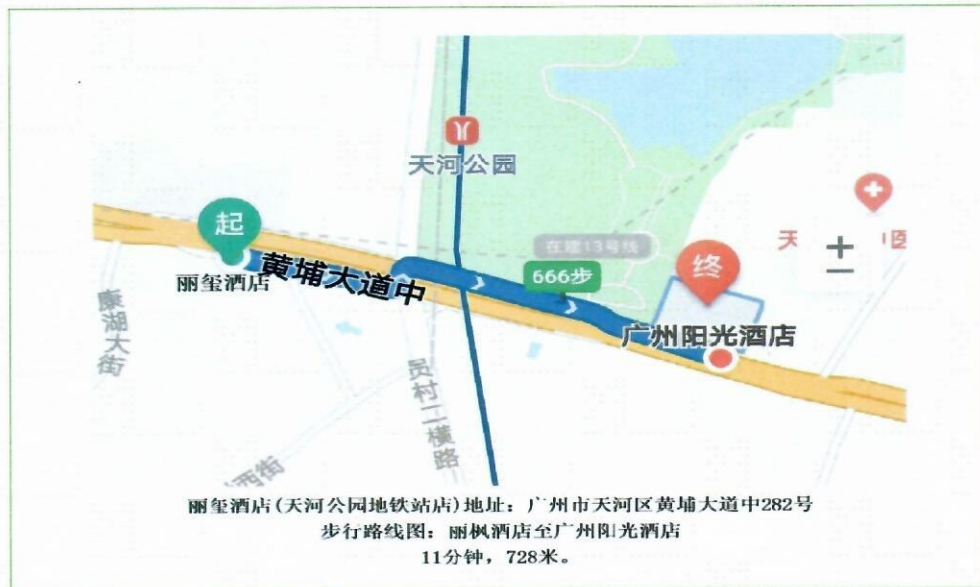 天河公园
起
在建13号线
天
医
终
丽玺酒店
黄埔大道中
666步
广州阳光酒店
康湖大街
员村二横路
西街
丽玺酒店(天河公园地铁站店)地址：广州市天河区黄埔大道中282号
步行路线图：丽枫酒店至广州阳光酒店
11分钟，728米。